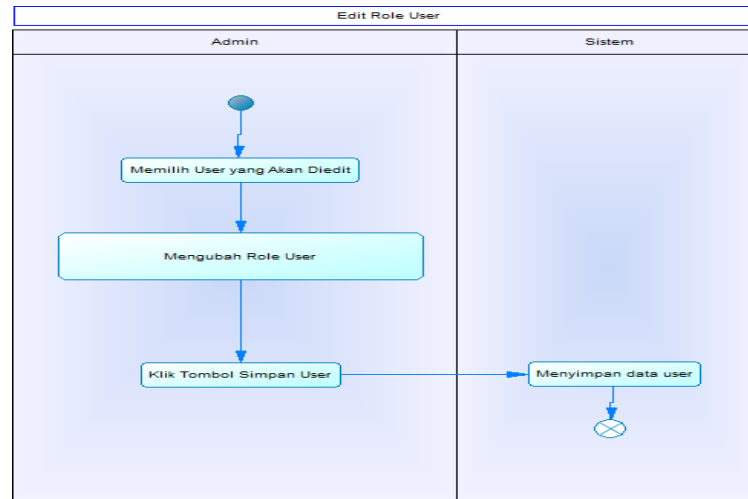 Edit Role User
Admin
Sistem
Memilih User yang Akan Diedit
Mengubah Role User
Klik Tombol Simpan User
Menyimpan data user